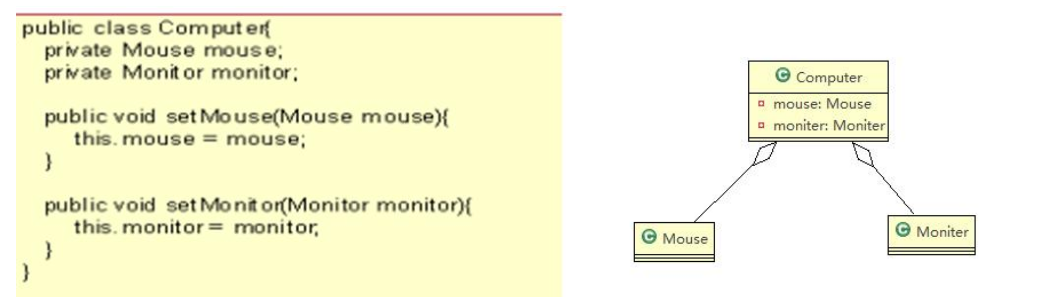 public class Computer{
private Mouse mouse;
private Monitor monitor;
public void setMouse(Mouse mouse){
this.mouse = mouse;
}
public void setMonitor(Monitor monitor){
this.monitor = monitor;
}
}
C Computer
mouse: Mouse
moniter: Moniter
C Mouse
C Moniter